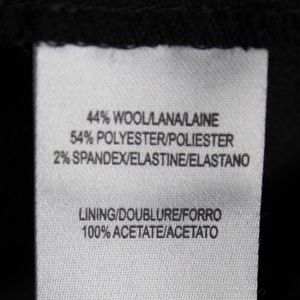 44% WOOL/LANA/LAINE
54% POLYESTER/POLIESTER
2% SPANDEX/ELASTINE/ELASTANO
LINING/DOUBLURE/FORRO
100% ACETATE/ACETATO